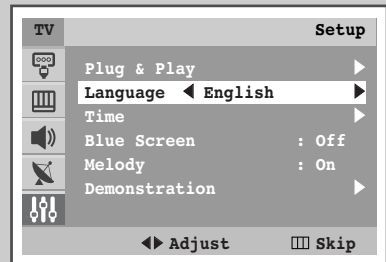 TV Setup
Plug & Play ▶
Language ◀ English ▶
Time ▶
Blue Screen : Off
Melody : On
Demonstration ▶
◀▶ Adjust Skip